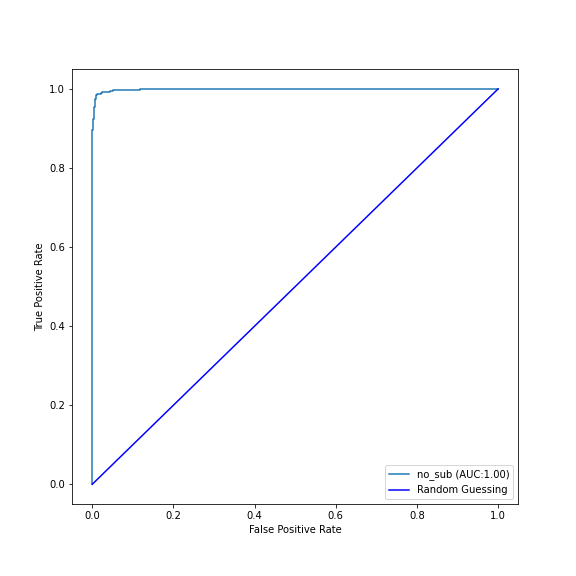 1.0
0.8
0.6
0.4
0.2
0.0
True Positive Rate
0.0 0.2 0.4 0.6 0.8 1.0
False Positive Rate
no_sub (AUC:1.00)
Random Guessing